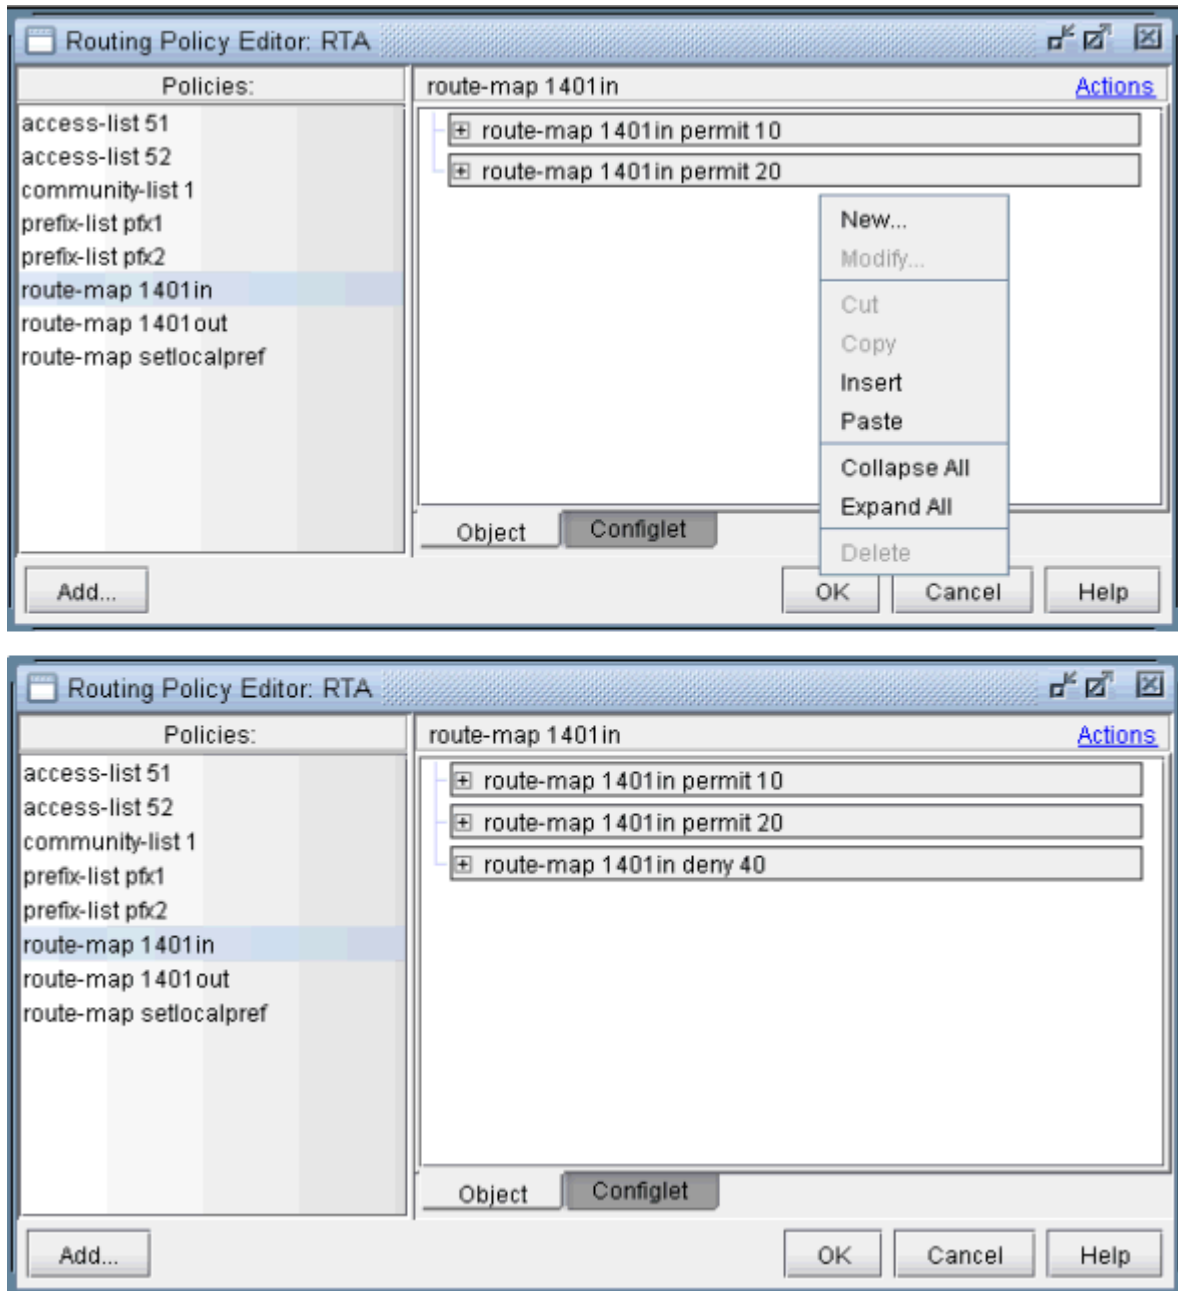 Routing Policy Editor: RTA
Policies:
access-list 51
access-list 52
community-list 1
prefix-list pfx1
prefix-list pfx2
route-map 1401in
route-map 1401out
route-map setlocalpref
route-map 1401in Actions
route-map 1401in permit 10
route-map 1401in permit 20
New...
Modify...
Cut
Copy
Insert
Paste
Collapse All
Expand All
Delete
Object Configlet
Add... OK Cancel Help
Routing Policy Editor: RTA
Policies:
access-list 51
access-list 52
community-list 1
prefix-list pfx1
prefix-list pfx2
route-map 1401in
route-map 1401out
route-map setlocalpref
route-map 1401in Actions
route-map 1401in permit 10
route-map 1401in permit 20
route-map 1401in deny 40
Object Configlet
Add... OK Cancel Help